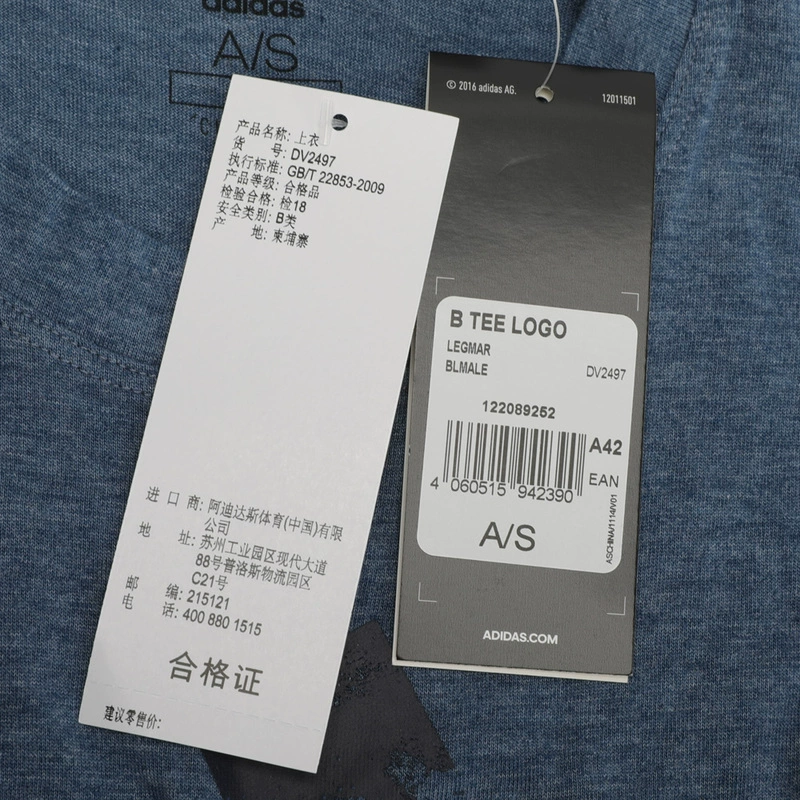 adidas
A/S
产品名称: 上衣
货 号: DV2497
执行标准: GB/T 22853-2009
产品等级: 合格品
检验合格: 检18
安全类别: B类
产 地: 柬埔寨
进 口 商: 阿迪达斯体育(中国)有限
公司
地 址: 苏州工业园区现代大道
88号普洛斯物流园区
C21号
邮 编: 215121
电 话: 400 880 1515
合格证
建议零售价:
© 2016 adidas AG.
12011501
B TEE LOGO
LEGMAR
BLMALE
DV2497
122089252
A42
EAN
4 060515 942390
A/S
ASCHINA/1114/V01
ADIDAS.COM